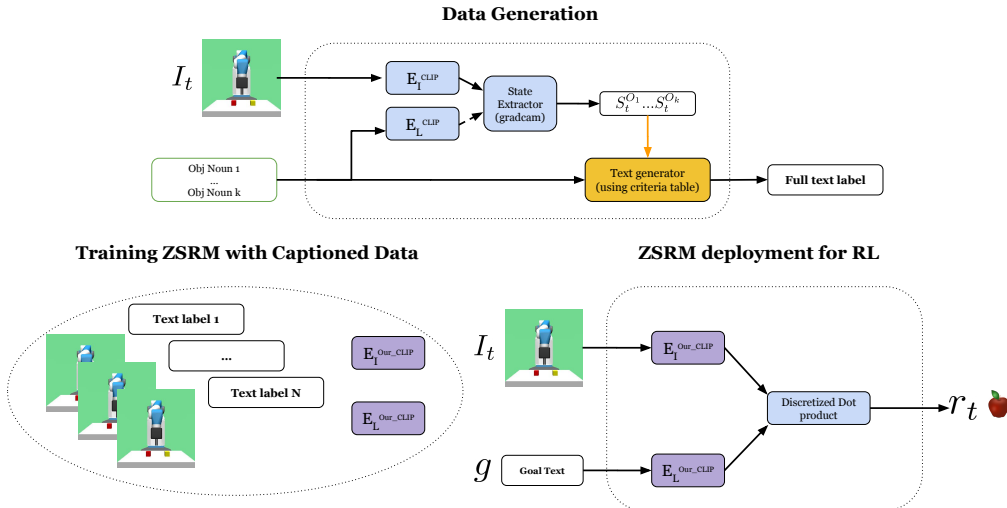 Data Generation
I_t
E_I^CLIP
E_L^CLIP
State
Extractor
(gradcam)
S_t^{O_1}...S_t^{O_k}
Obj Noun 1
...
Obj Noun k
Text generator
(using criteria table)
Full text label
Training ZSRM with Captioned Data
Text label 1
...
Text label N
E_I^Our_CLIP
E_L^Our_CLIP
ZSRM deployment for RL
I_t
E_I^Our_CLIP
Discretized Dot
product
r_t
g
Goal Text
E_L^Our_CLIP